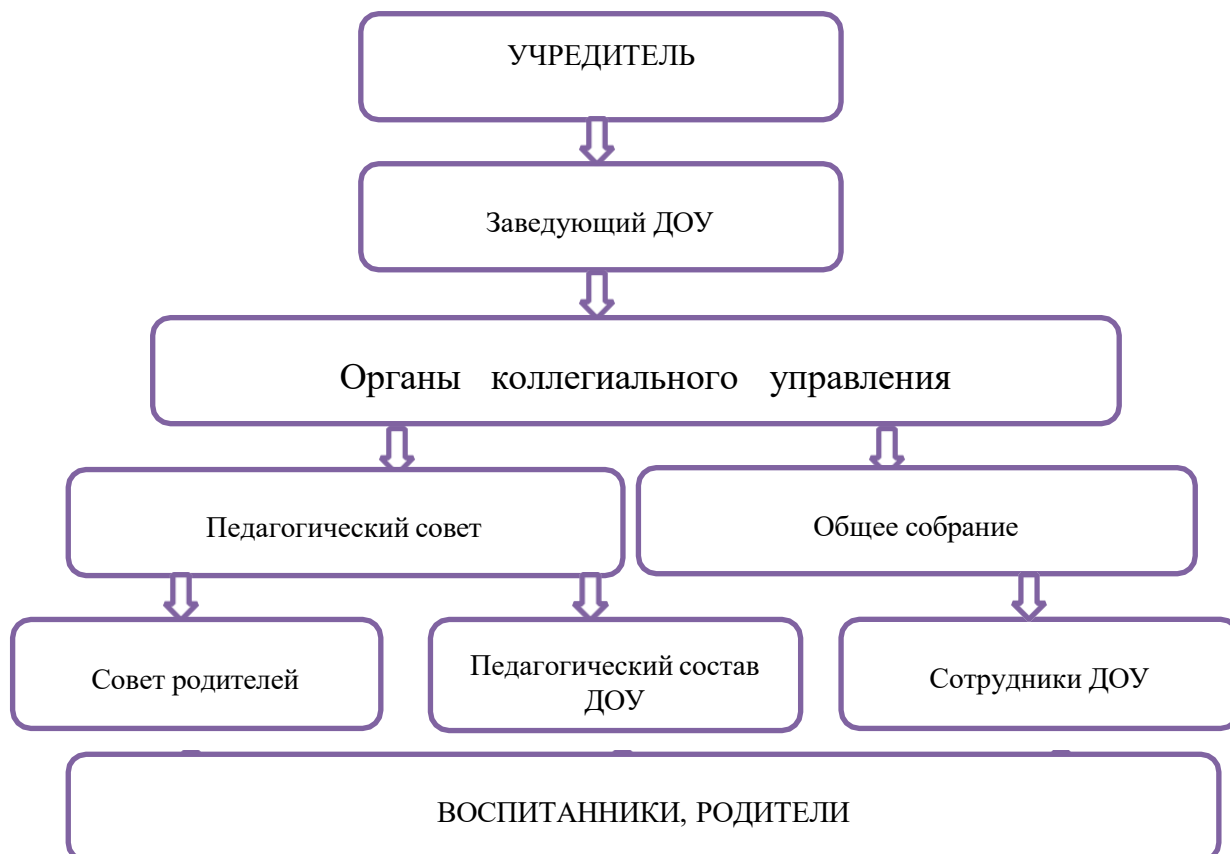 УЧРЕДИТЕЛЬ
Заведующий ДОУ
Органы коллегиального управления
Педагогический совет
Общее собрание
Совет родителей
Педагогический состав
ДОУ
Сотрудники ДОУ
ВОСПИТАННИКИ, РОДИТЕЛИ